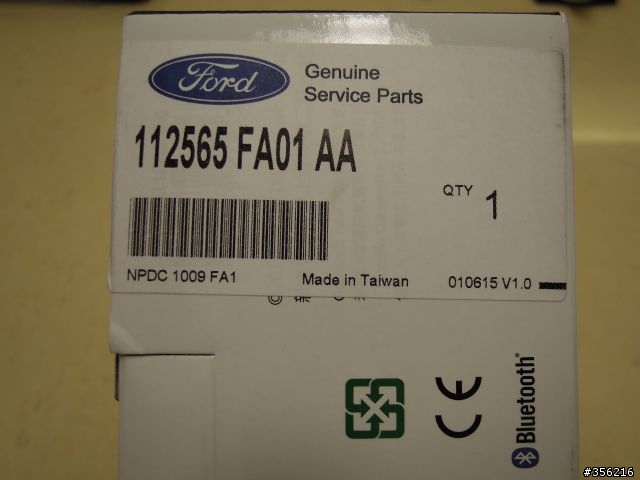 Ford
Genuine
Service Parts
112565 FA01 AA
QTY 1
NPDC 1009 FA1
Made in Taiwan
010615 V1.0
CE
Bluetooth®
#356216